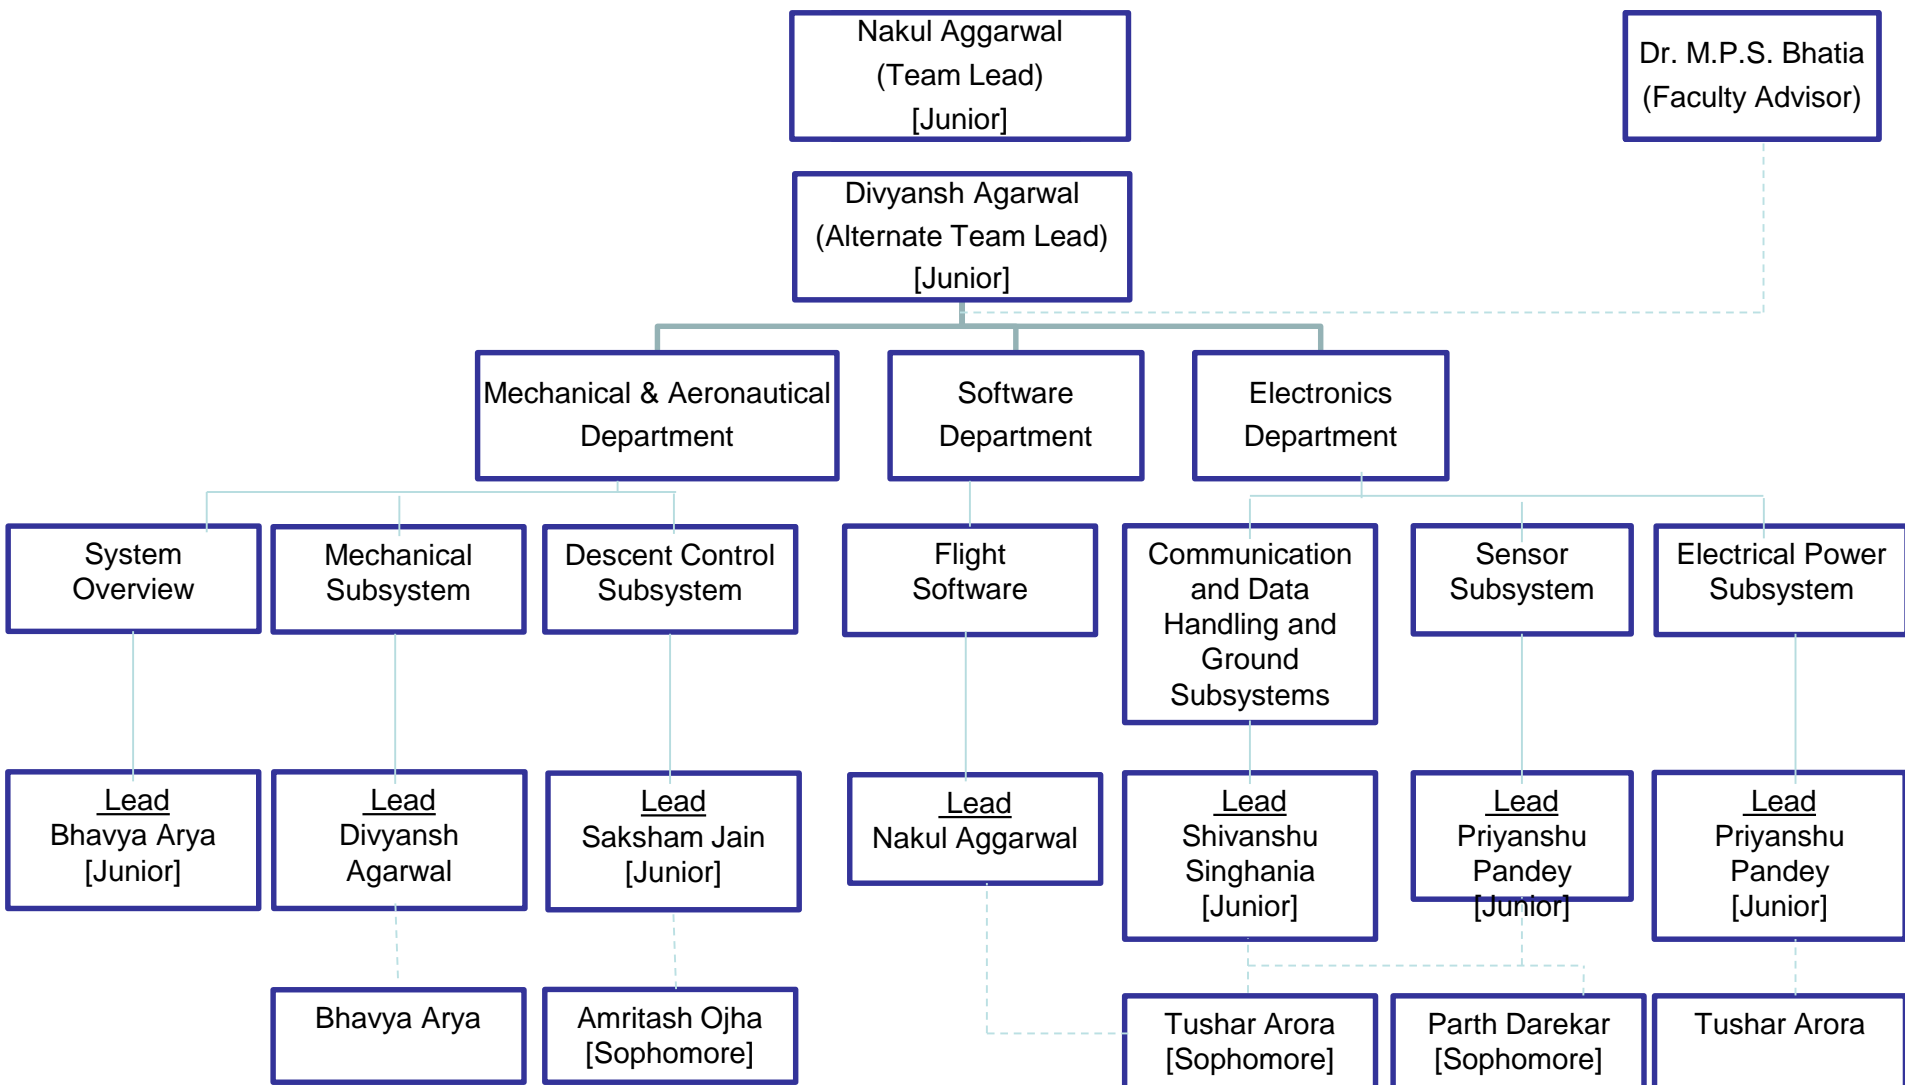 Nakul Aggarwal
(Team Lead)
[Junior]
Dr. M.P.S. Bhatia
(Faculty Advisor)
Divyansh Agarwal
(Alternate Team Lead)
[Junior]
Mechanical & Aeronautical
Department
Software
Department
Electronics
Department
System
Overview
Mechanical
Subsystem
Descent Control
Subsystem
Flight
Software
Communication
and Data
Handling and
Ground
Subsystems
Sensor
Subsystem
Electrical Power
Subsystem
Lead
Bhavya Arya
[Junior]
Lead
Divyansh
Agarwal
Lead
Saksham Jain
[Junior]
Lead
Nakul Aggarwal
Lead
Shivanshu
Singhania
[Junior]
Lead
Priyanshu
Pandey
[Junior]
Lead
Priyanshu
Pandey
[Junior]
Bhavya Arya
Amritash Ojha
[Sophomore]
Tushar Arora
[Sophomore]
Parth Darekar
[Sophomore]
Tushar Arora